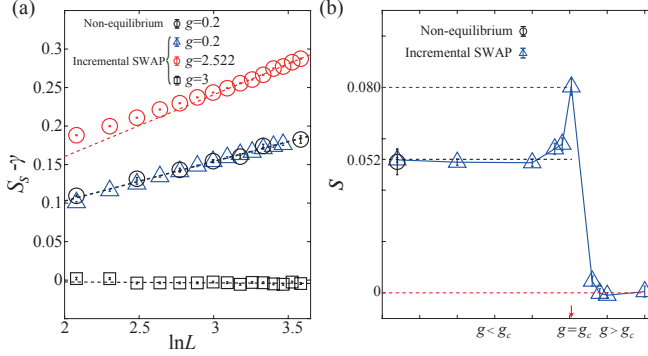 (a)
Non-equilibrium g=0.2
Incremental SWAP { g=0.2
g=2.522
g=3
S_S-γ
0.3
0.25
0.2
0.15
0.1
0.05
0
2 2.5 3 3.5
lnL
(b)
Non-equilibrium
Incremental SWAP
S
0.080
0.052
0
g < g_c g=g_c g > g_c